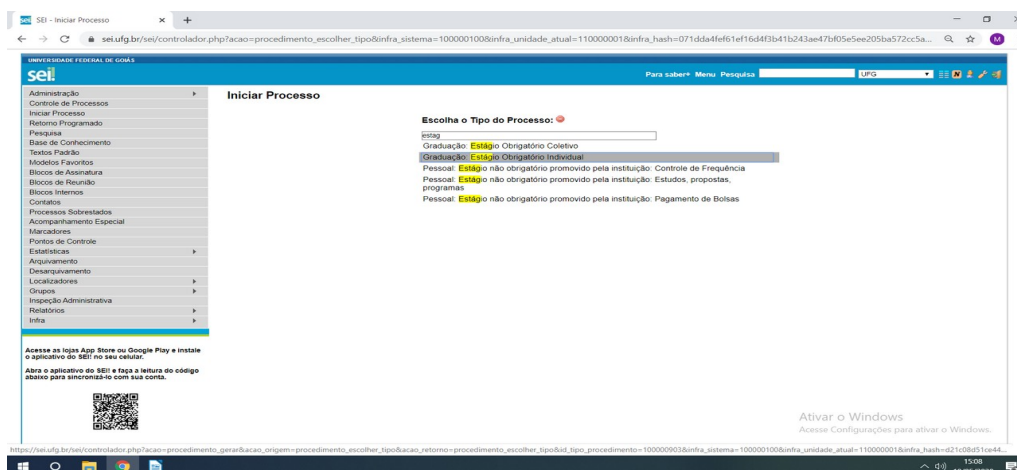 SEI - Iniciar Processo
sei.ufg.br/sei/controlador.php?acao=procedimento_escolher_tipo&infra_sistema=100000100&infra_unidade_atual=110000001&infra_hash=071dda4fef61ef16d4f3b41b243ae47bf05e5ee205ba572cc5a...
M
UNIVERSIDADE FEDERAL DE GOIÁS
sei!
Para saber+ Menu Pesquisa
UFG
Administração
Controle de Processos
Iniciar Processo
Retorno Programado
Pesquisa
Base de Conhecimento
Textos Padrão
Modelos Favoritos
Blocos de Assinatura
Blocos de Reunião
Blocos Internos
Contatos
Processos Sobrestados
Acompanhamento Especial
Marcadores
Pontos de Controle
Estatísticas
Arquivamento
Desarquivamento
Localizadores
Grupos
Inspeção Administrativa
Relatórios
Infra
Acesse as lojas App Store ou Google Play e instale
o aplicativo do SEI! no seu celular.
Abra o aplicativo do SEI! e faça a leitura do código
abaixo para sincronizá-lo com sua conta.
Iniciar Processo
Escolha o Tipo do Processo:
estag
Graduação: Estágio Obrigatório Coletivo
Graduação: Estágio Obrigatório Individual
Pessoal: Estágio não obrigatório promovido pela instituição: Controle de Frequência
Pessoal: Estágio não obrigatório promovido pela instituição: Estudos, propostas,
programas
Pessoal: Estágio não obrigatório promovido pela instituição: Pagamento de Bolsas
Ativar o Windows
Acesse Configurações para ativar o Windows.
https://sei.ufg.br/sei/controlador.php?acao=procedimento_gerar&acao_origem=procedimento_escolher_tipo&acao_retorno=procedimento_escolher_tipo&id_tipo_procedimento=100000903&infra_sistema=100000100&infra_unidade_atual=110000001&infra_hash=d21c08d51ce44...
15:08